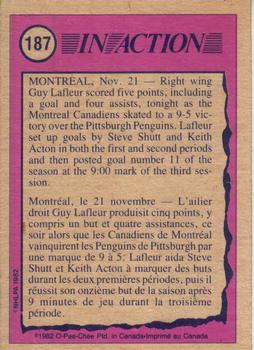 187
IN ACTION
MONTRÉAL, Nov. 21 — Right wing
Guy Lafleur scored five points, including
a goal and four assists, tonight as the
Montreal Canadiens skated to a 9-5 vic-
tory over the Pittsburgh Penguins. Lafleur
set up goals by Steve Shutt and Keith Acton
in both the first and second periods
and then posted goal number 11 of the
season at the 9:00 mark of the third ses-
sion.
Montréal, le 21 novembre — L'ailier
droit Guy Lafleur produisit cinq points, y
compris un but et quatre assistances, ce
soir alors que les Canadiens de Montréal
vainquirent les Penguins de Pittsburgh par
une marque de 9 à 5. Lafleur aida Steve
Shutt et Keith Acton à marquer des buts
durant les deux premières périodes, puis il
inscrivit son onzième but de la saison après
9 minutes de jeu durant la troisième
période.
©NHLPA 1982
©1982 O-Pee-Chee Ptd. in Canada-Imprimé au Canada